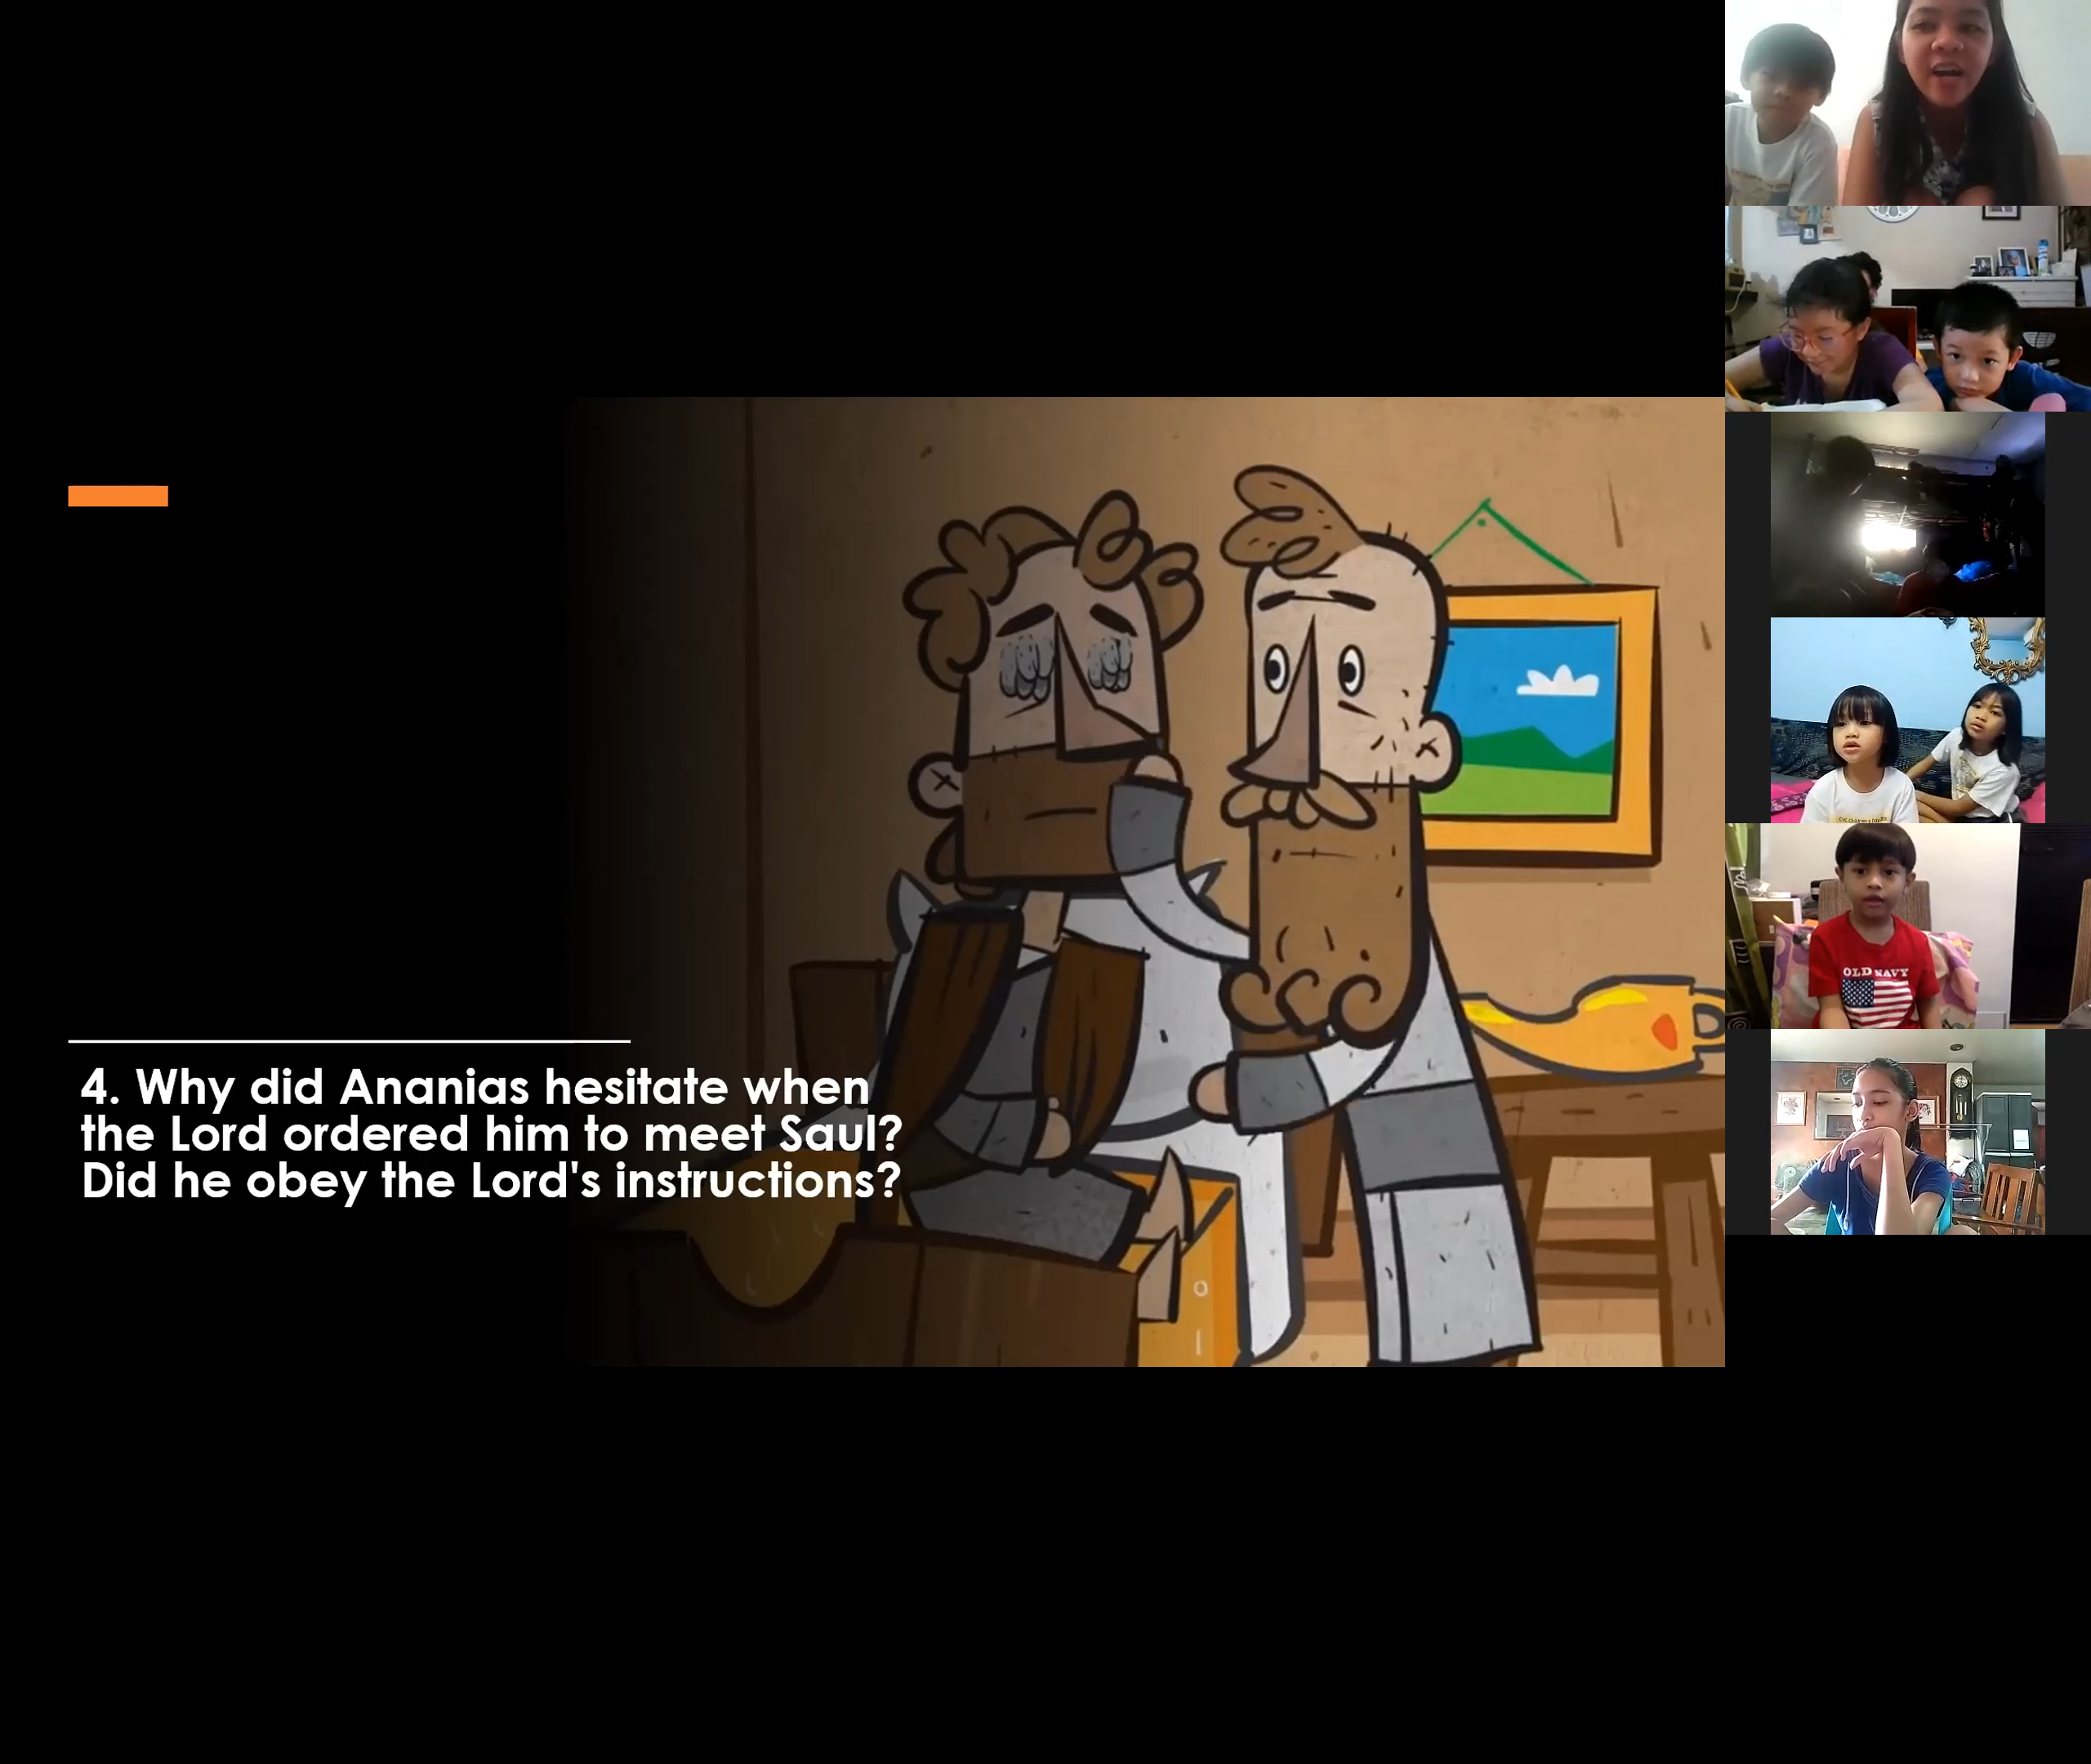 4. Why did Ananias hesitate when
the Lord ordered him to meet Saul?
Did he obey the Lord's instructions?
OLD NAVY